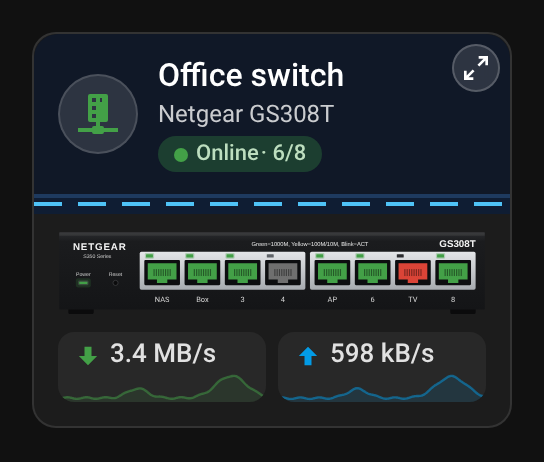 Office switch
Netgear GS308T
Online · 6/8
NETGEAR
S350 Series
Green=1000M, Yellow=100M/10M, Blink=ACT
GS308T
Power Reset
NAS Box 3 4 AP 6 TV 8
3.4 MB/s
598 kB/s